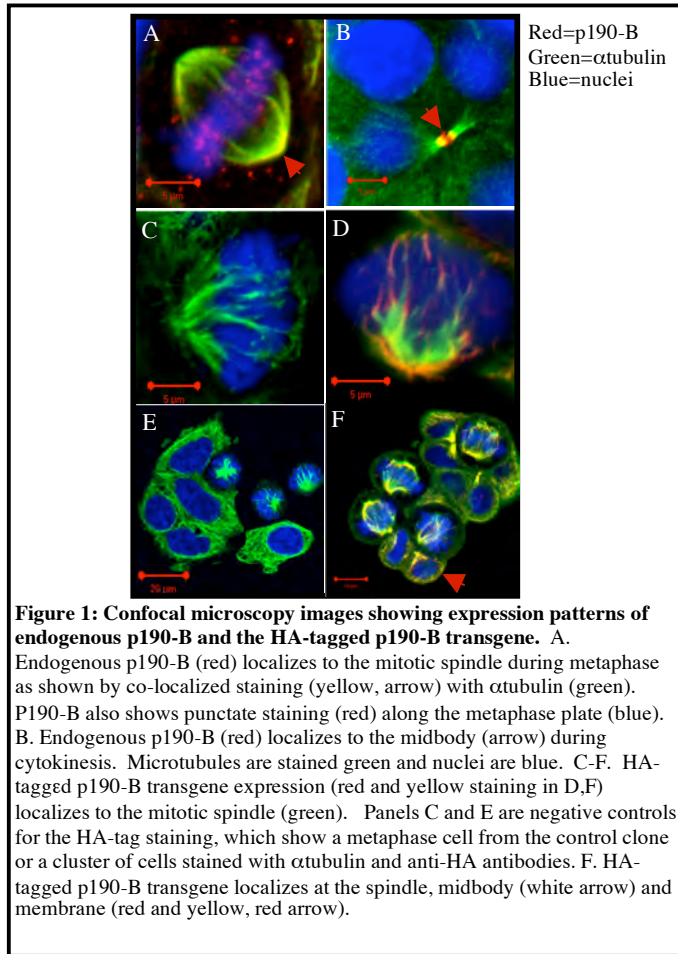 A
B
Red=p190-B
Green=αtubulin
Blue=nuclei
5 µm
5 µm
C
D
5 µm
5 µm
E
F
20 µm
Figure 1: Confocal microscopy images showing expression patterns of
endogenous p190-B and the HA-tagged p190-B transgene. A.
Endogenous p190-B (red) localizes to the mitotic spindle during metaphase
as shown by co-localized staining (yellow, arrow) with αtubulin (green).
P190-B also shows punctate staining (red) along the metaphase plate (blue).
B. Endogenous p190-B (red) localizes to the midbody (arrow) during
cytokinesis. Microtubules are stained green and nuclei are blue. C-F. HA-
taggεd p190-B transgene expression (red and yellow staining in D,F)
localizes to the mitotic spindle (green). Panels C and E are negative controls
for the HA-tag staining, which show a metaphase cell from the control clone
or a cluster of cells stained with αtubulin and anti-HA antibodies. F. HA-
tagged p190-B transgene localizes at the spindle, midbody (white arrow) and
membrane (red and yellow, red arrow).